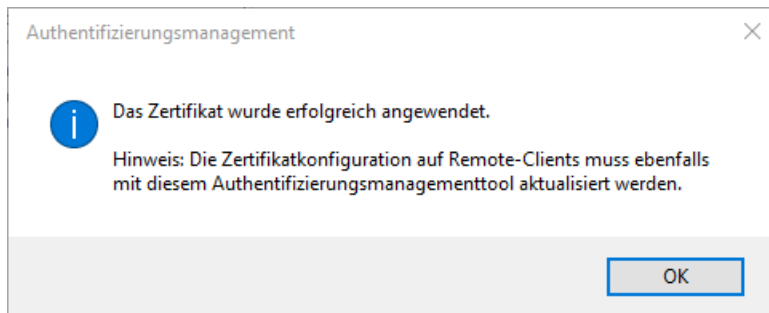 Authentifizierungsmanagement
Das Zertifikat wurde erfolgreich angewendet.
Hinweis: Die Zertifikatkonfiguration auf Remote-Clients muss ebenfalls
mit diesem Authentifizierungsmanagementtool aktualisiert werden.
OK